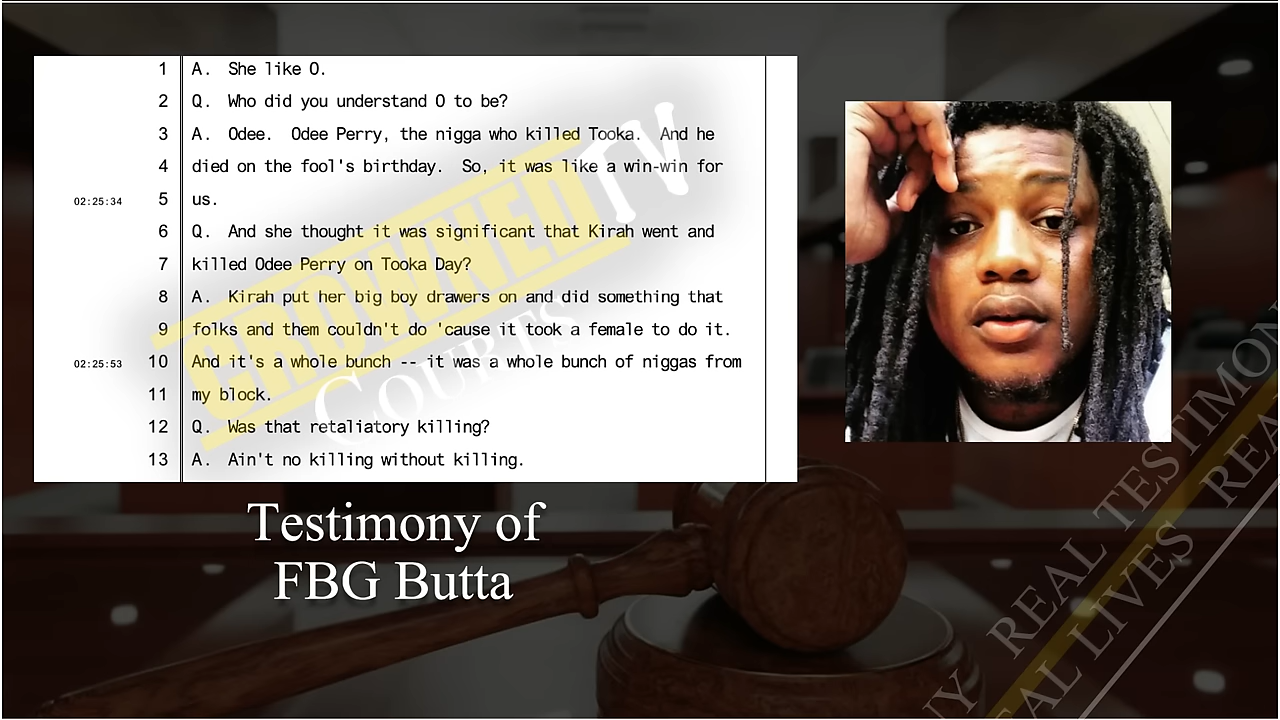 1 A. She like O.
2 Q. Who did you understand O to be?
3 A. Odee. Odee Perry, the nigga who killed Tooka. And he
4 died on the fool's birthday. So, it was like a win-win for
02:25:34 5 us.
6 Q. And she thought it was significant that Kirah went and
7 killed Odee Perry on Tooka Day?
8 A. Kirah put her big boy drawers on and did something that
9 folks and them couldn't do 'cause it took a female to do it.
02:25:53 10 And it's a whole bunch -- it was a whole bunch of niggas from
11 my block.
12 Q. Was that retaliatory killing?
13 A. Ain't no killing without killing.
TV
COURTS
Testimony of
FBG Butta
REAL TESTIMON
REAL LIVES REA